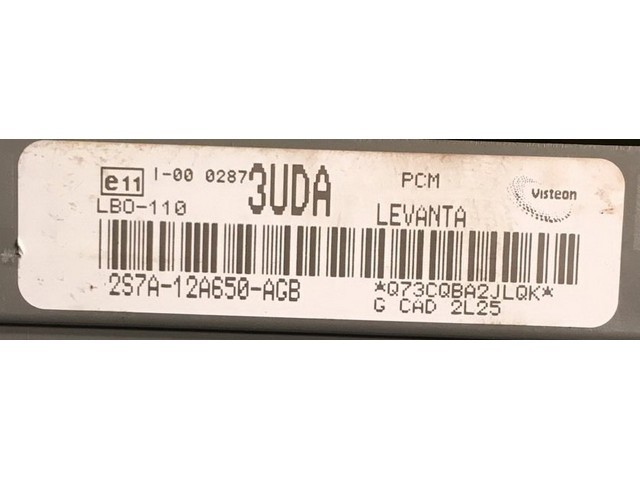 e11 I-00 0287 3UDA PCM Visteon
LBO-110 LEVANTA
2S7A-12A650-AGB *Q73CQBA2JLQK*
G CAD 2L25